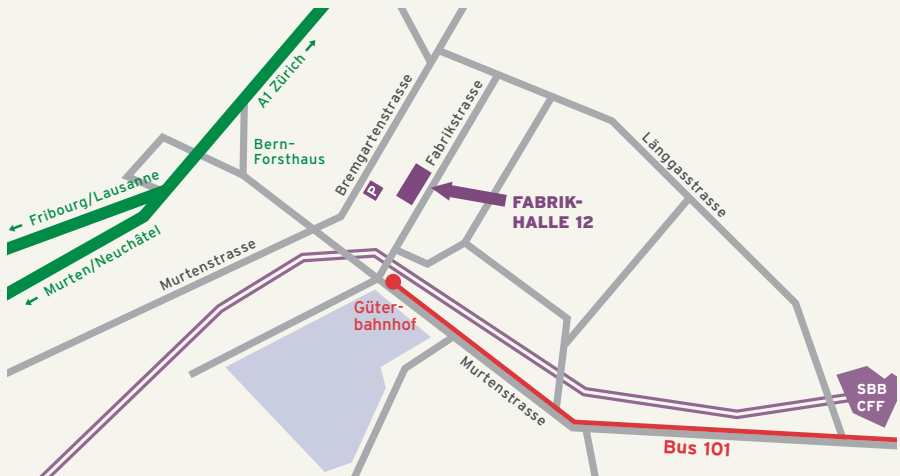 A1 Zürich
Bern-
Forsthaus
Fribourg/Lausanne
Murten/Neuchâtel
Bremgartenstrasse
Fabrikstrasse
Länggasstrasse
P
FABRIK-
HALLE 12
Murtenstrasse
Güter-
bahnhof
Murtenstrasse
SBB
CFF
Bus 101